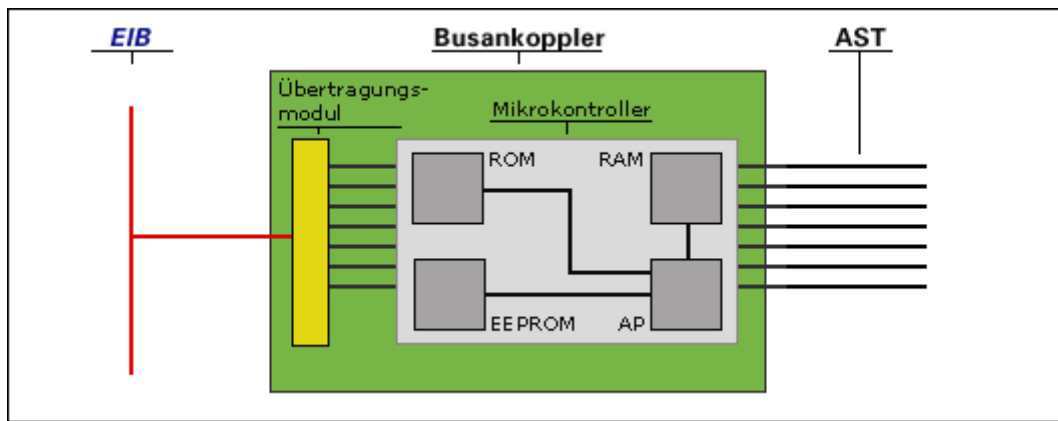 EIB
Busankoppler
AST
Übertragungs-
modul
Mikrokontroller
ROM
RAM
EEPROM
AP